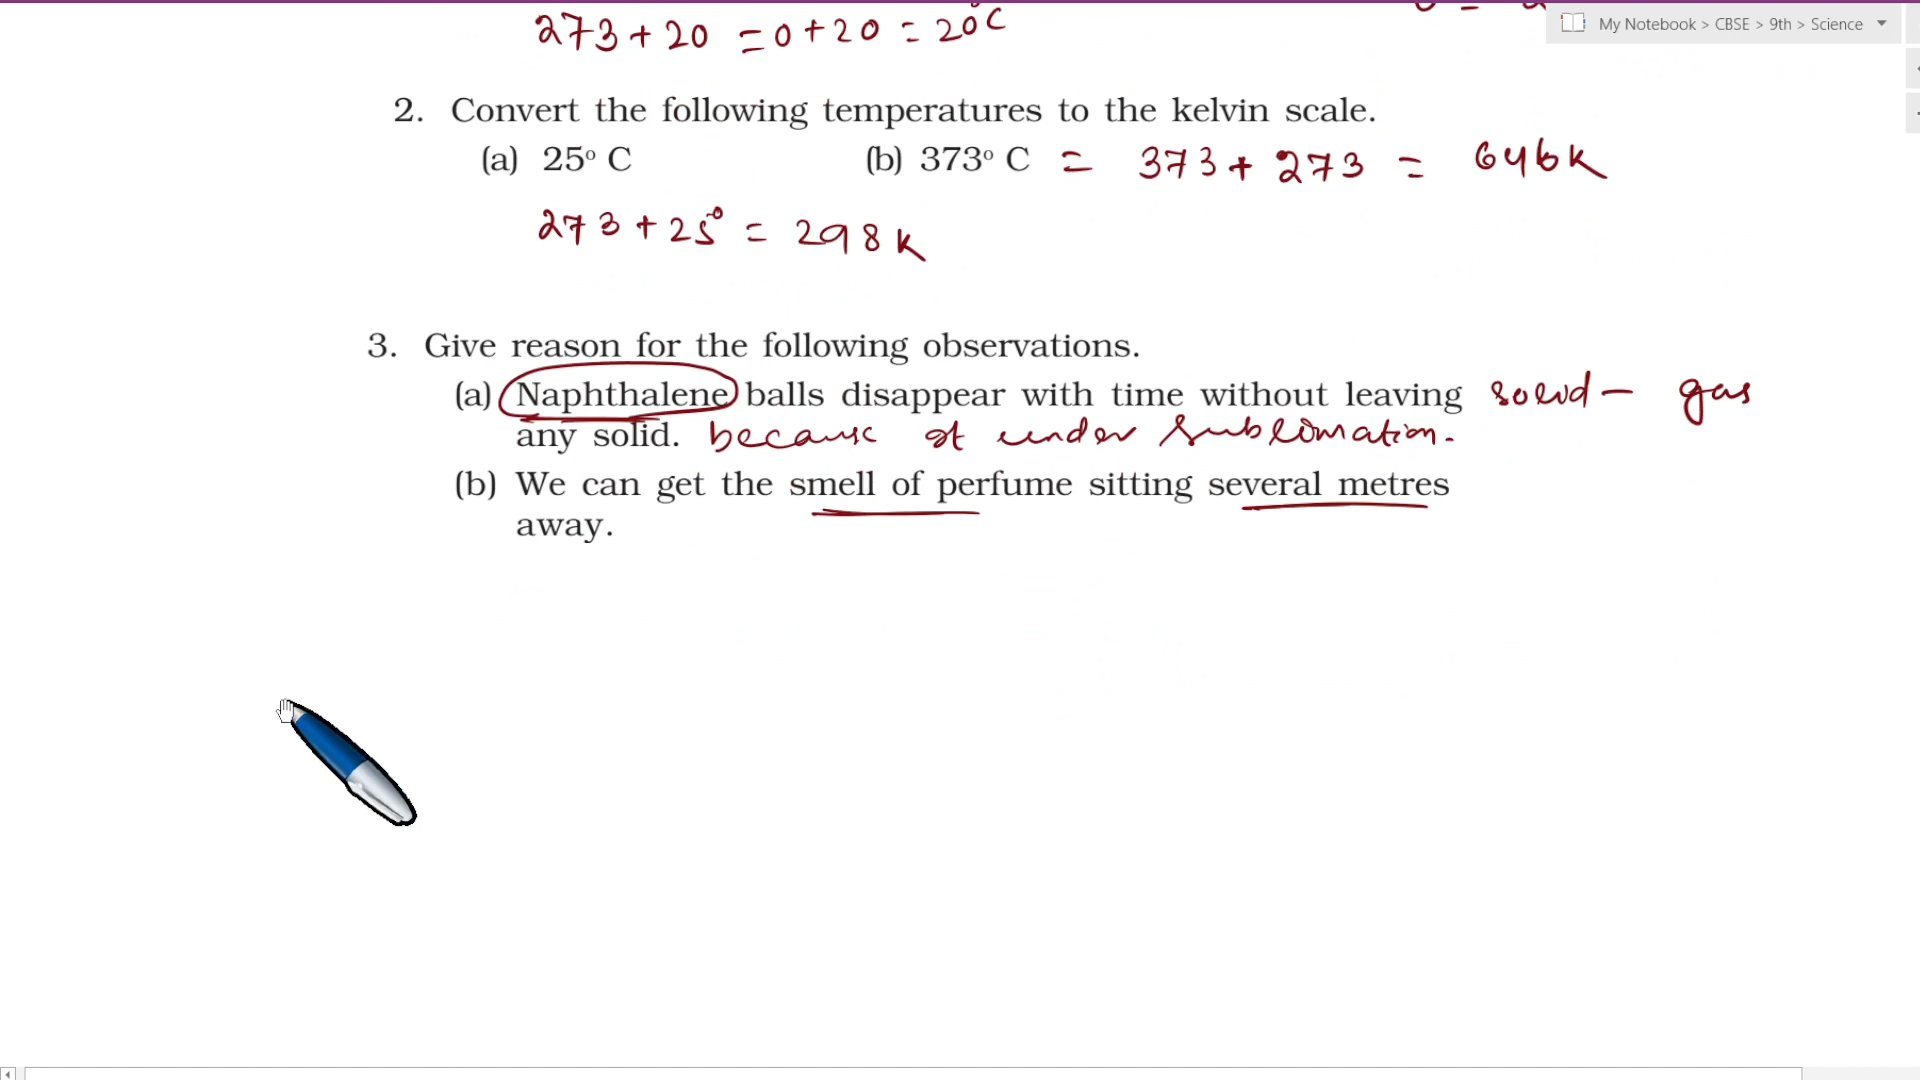 273 + 20 = 0 + 20 = 20°C
My Notebook > CBSE > 9th > Science
2. Convert the following temperatures to the kelvin scale.
(a) 25° C (b) 373° C = 373 + 273 = 646K
273 + 25° = 298 K
3. Give reason for the following observations.
(a) Naphthalene balls disappear with time without leaving solid - gas
any solid. because it under sublimation.
(b) We can get the smell of perfume sitting several metres
away.